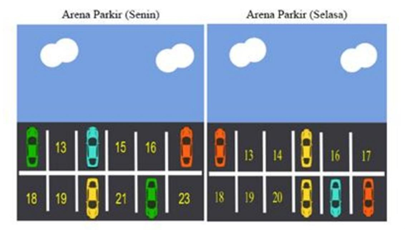 Arena Parkir (Senin)
Arena Parkir (Selasa)
13 15 16
18 19 21 23
13 14 16 17
18 19 20